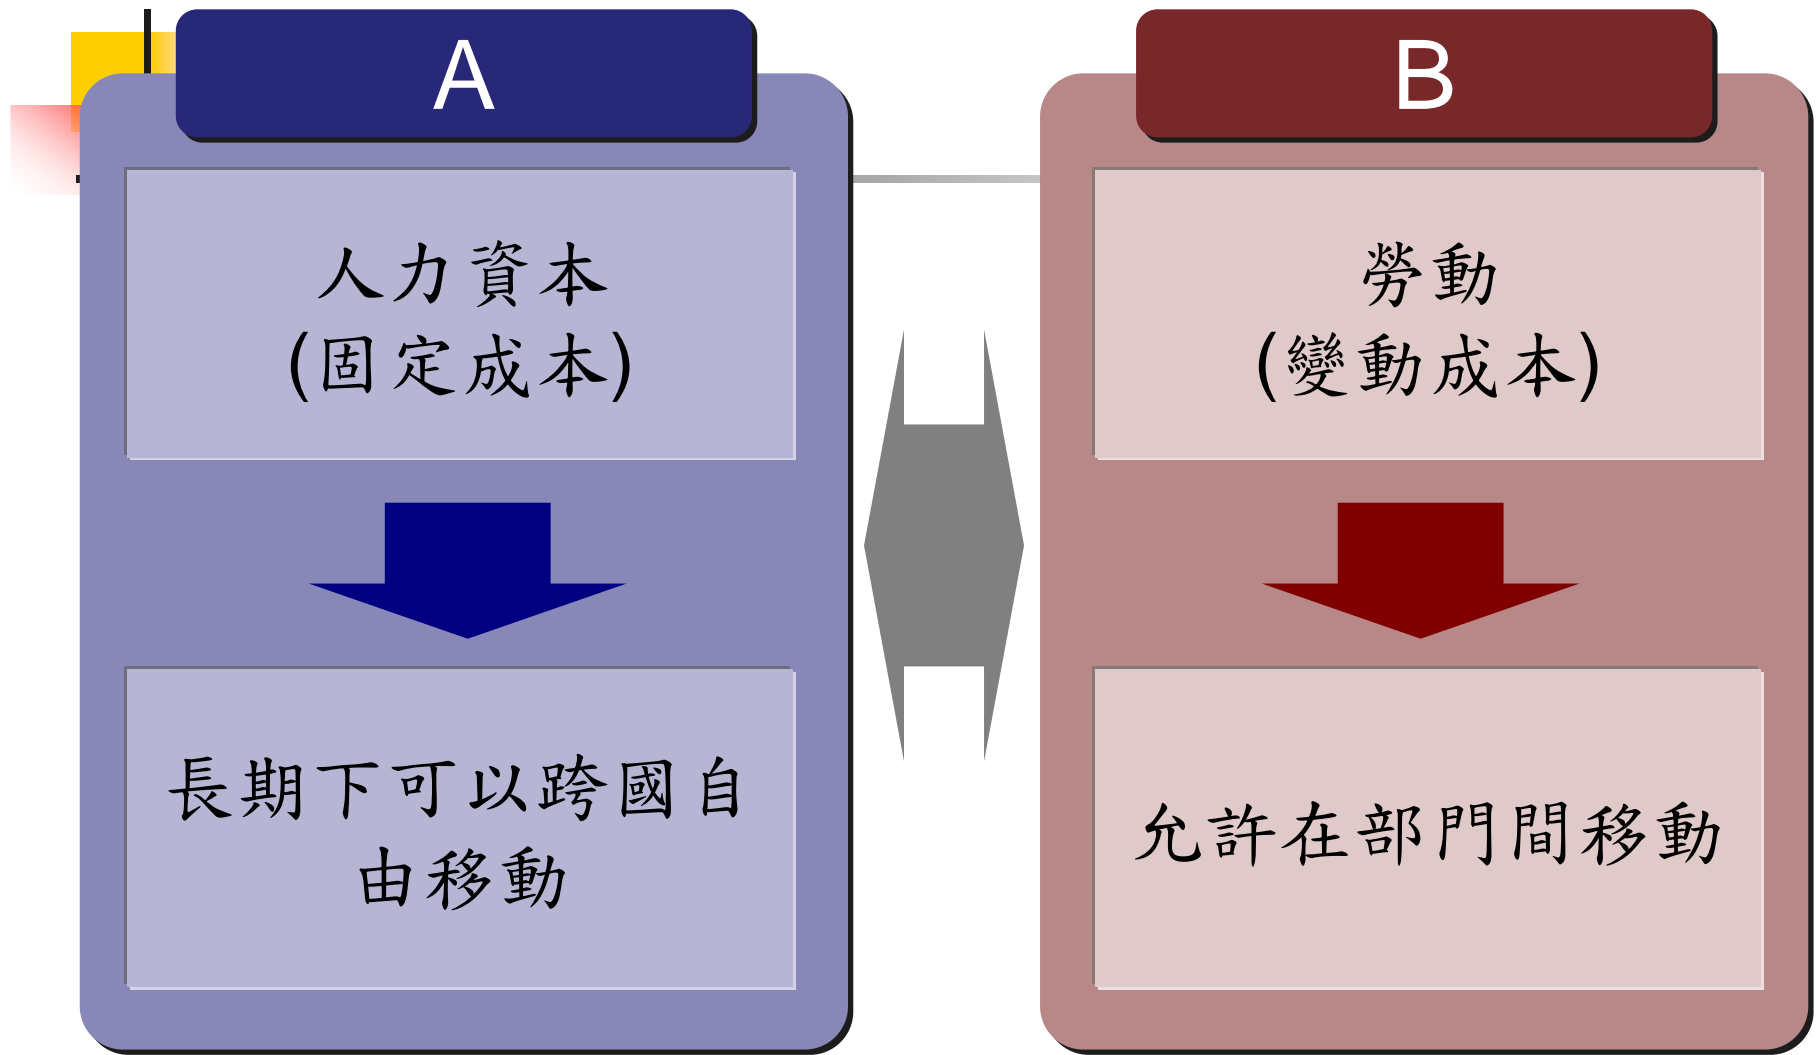 A
人力資本
(固定成本)
長期下可以跨國自
由移動
B
勞動
(變動成本)
允許在部門間移動